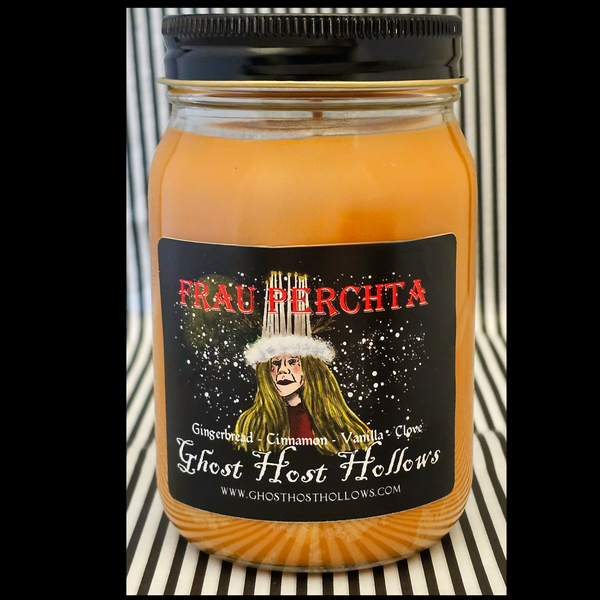 FRAU PERCHTA
Gingerbread - Cinnamon - Vanilla - Clove
Ghost Host Hollows
WWW.GHOSTHOSTHOLLOWS.COM